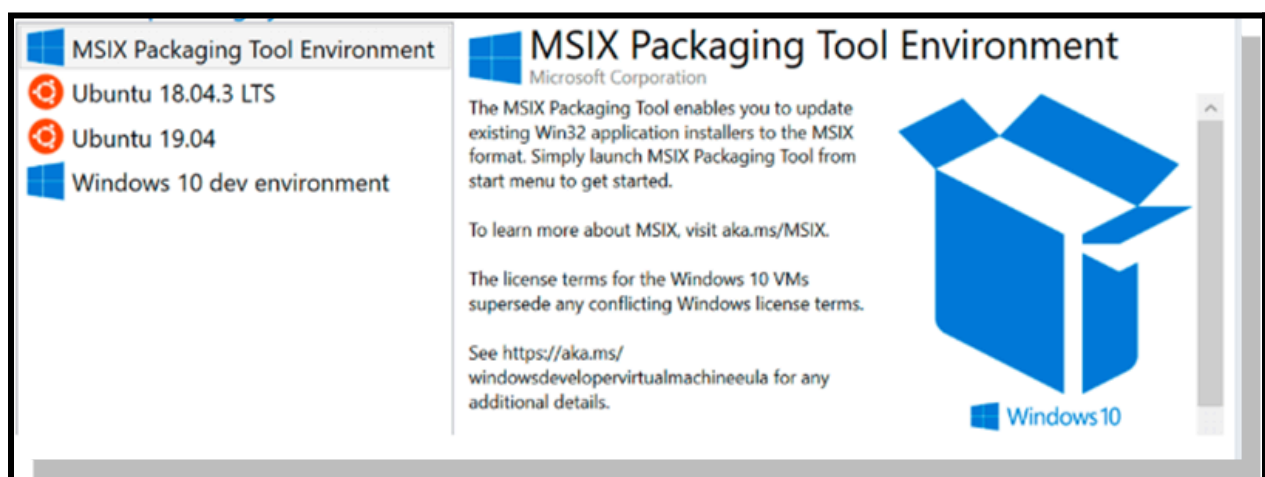 MSIX Packaging Tool Environment
Ubuntu 18.04.3 LTS
Ubuntu 19.04
Windows 10 dev environment
MSIX Packaging Tool Environment
Microsoft Corporation
The MSIX Packaging Tool enables you to update
existing Win32 application installers to the MSIX
format. Simply launch MSIX Packaging Tool from
start menu to get started.
To learn more about MSIX, visit aka.ms/MSIX.
The license terms for the Windows 10 VMs
supersede any conflicting Windows license terms.
See https://aka.ms/
windowsdevelopervirtualmachineeula for any
additional details.
Windows 10